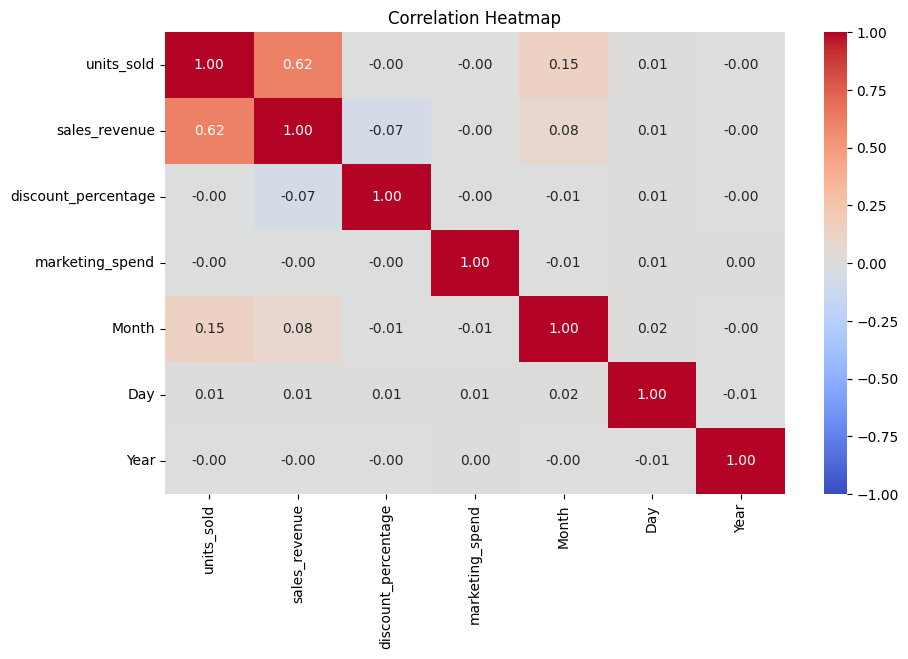 Correlation Heatmap
units_sold 1.00 0.62 -0.00 -0.00 0.15 0.01 -0.00
sales_revenue 0.62 1.00 -0.07 -0.00 0.08 0.01 -0.00
discount_percentage -0.00 -0.07 1.00 -0.00 -0.01 0.01 -0.00
marketing_spend -0.00 -0.00 -0.00 1.00 -0.01 0.01 0.00
Month 0.15 0.08 -0.01 -0.01 1.00 0.02 -0.00
Day 0.01 0.01 0.01 0.01 0.02 1.00 -0.01
Year -0.00 -0.00 -0.00 0.00 -0.00 -0.01 1.00
units_sold
sales_revenue
discount_percentage
marketing_spend
Month
Day
Year
1.00
0.75
0.50
0.25
0.00
−0.25
−0.50
−0.75
−1.00